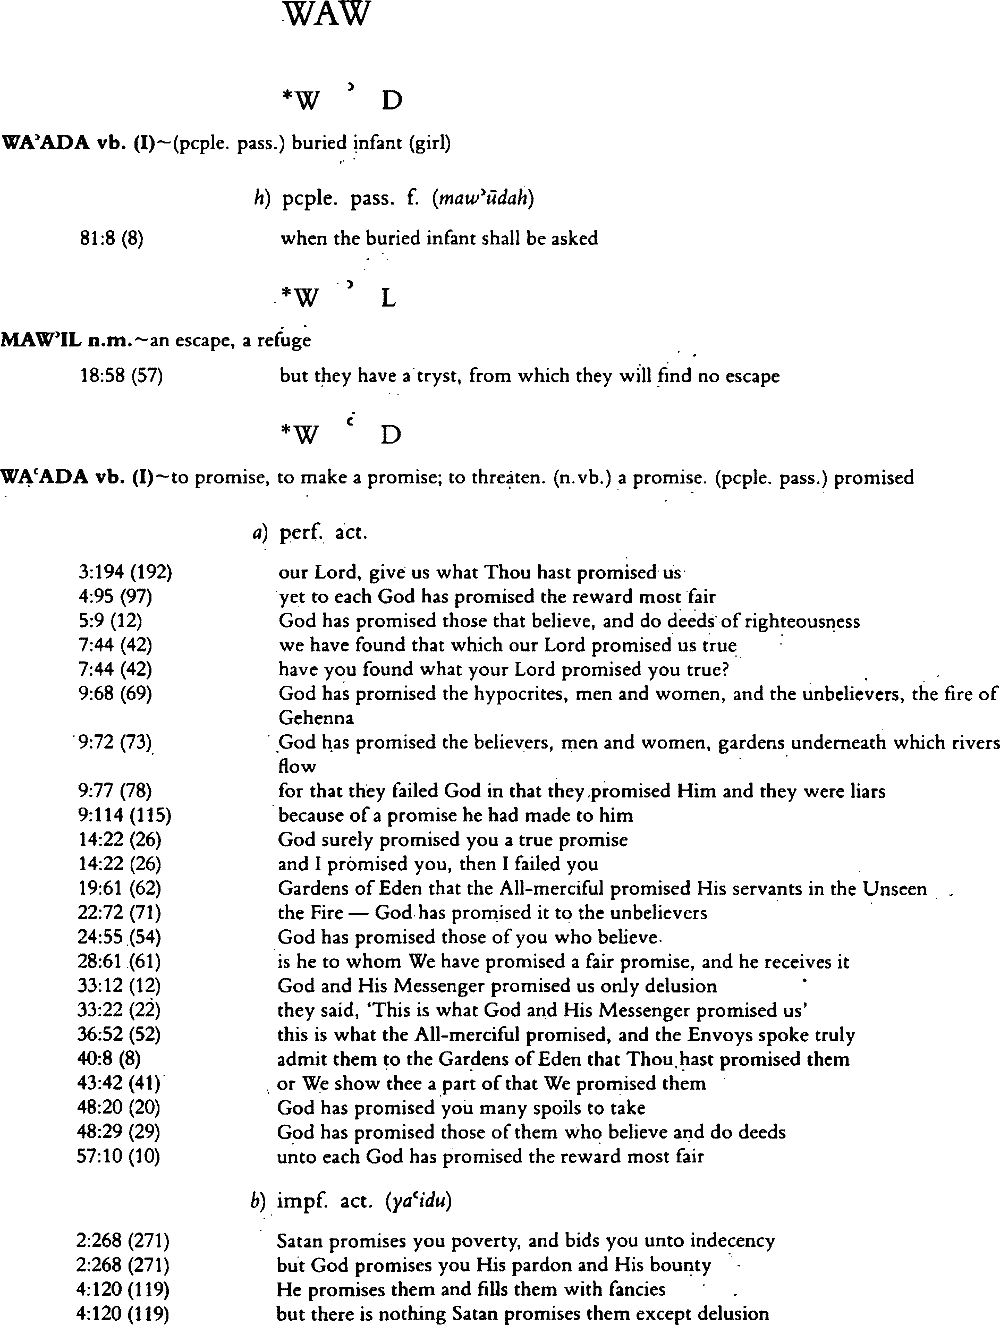 WAW
*W ʾ D
WAʾADA vb. (I)~(pcple. pass.) buried infant (girl)
h) pcple. pass. f. (mawʾūdah)
81:8 (8) when the buried infant shall be asked
*W ʾ L
MAWʾIL n.m.~an escape, a refuge
18:58 (57) but they have a tryst, from which they will find no escape
*W ʿ D
WAʿADA vb. (I)~to promise, to make a promise; to threaten. (n.vb.) a promise. (pcple. pass.) promised
a) perf. act.
3:194 (192) our Lord, give us what Thou hast promised us
4:95 (97) yet to each God has promised the reward most fair
5:9 (12) God has promised those that believe, and do deeds of righteousness
7:44 (42) we have found that which our Lord promised us true
7:44 (42) have you found what your Lord promised you true?
9:68 (69) God has promised the hypocrites, men and women, and the unbelievers, the fire of
Gehenna
9:72 (73) God has promised the believers, men and women, gardens underneath which rivers
flow
9:77 (78) for that they failed God in that they promised Him and they were liars
9:114 (115) because of a promise he had made to him
14:22 (26) God surely promised you a true promise
14:22 (26) and I promised you, then I failed you
19:61 (62) Gardens of Eden that the All-merciful promised His servants in the Unseen
22:72 (71) the Fire — God has promised it to the unbelievers
24:55 (54) God has promised those of you who believe
28:61 (61) is he to whom We have promised a fair promise, and he receives it
33:12 (12) God and His Messenger promised us only delusion
33:22 (22) they said, 'This is what God and His Messenger promised us'
36:52 (52) this is what the All-merciful promised, and the Envoys spoke truly
40:8 (8) admit them to the Gardens of Eden that Thou hast promised them
43:42 (41) or We show thee a part of that We promised them
48:20 (20) God has promised you many spoils to take
48:29 (29) God has promised those of them who believe and do deeds
57:10 (10) unto each God has promised the reward most fair
b) impf. act. (yaʿidu)
2:268 (271) Satan promises you poverty, and bids you unto indecency
2:268 (271) but God promises you His pardon and His bounty
4:120 (119) He promises them and fills them with fancies
4:120 (119) but there is nothing Satan promises them except delusion